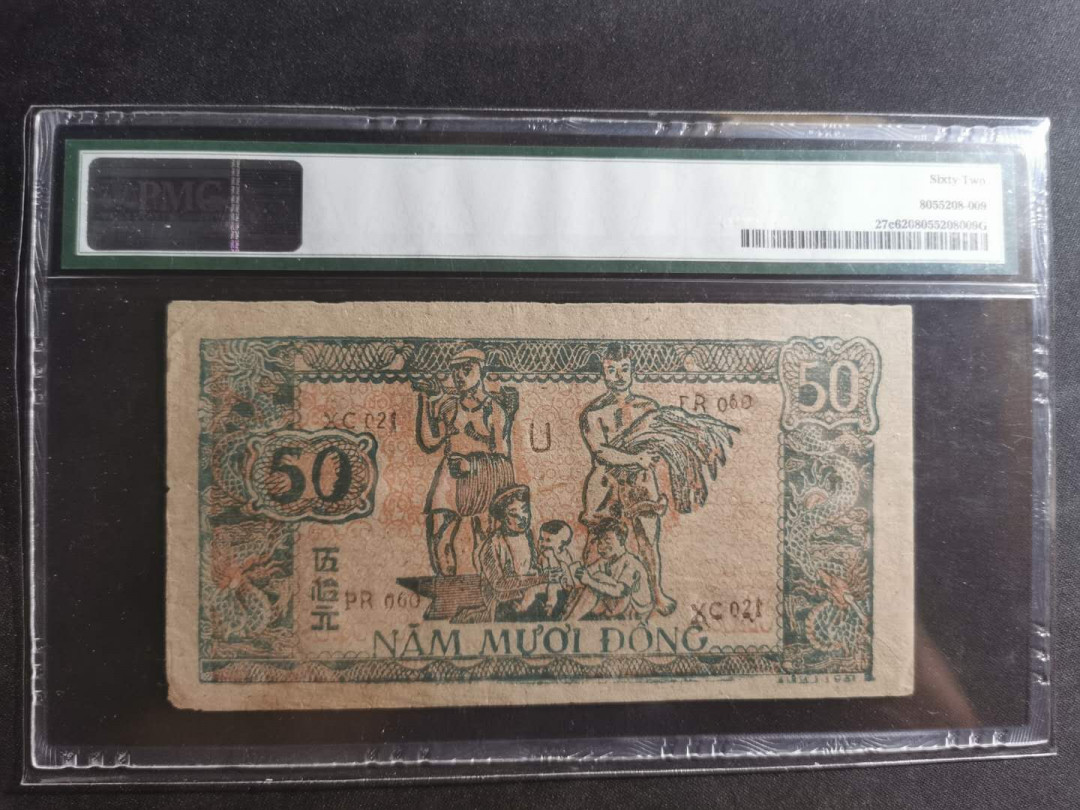 PMG
Sixty Two
8055208-009
27e6208055208009G
50
XC 021
U
PR 060
50
伍拾元
PR 060
XC 021
NĂM MƯƠI ĐỒNG